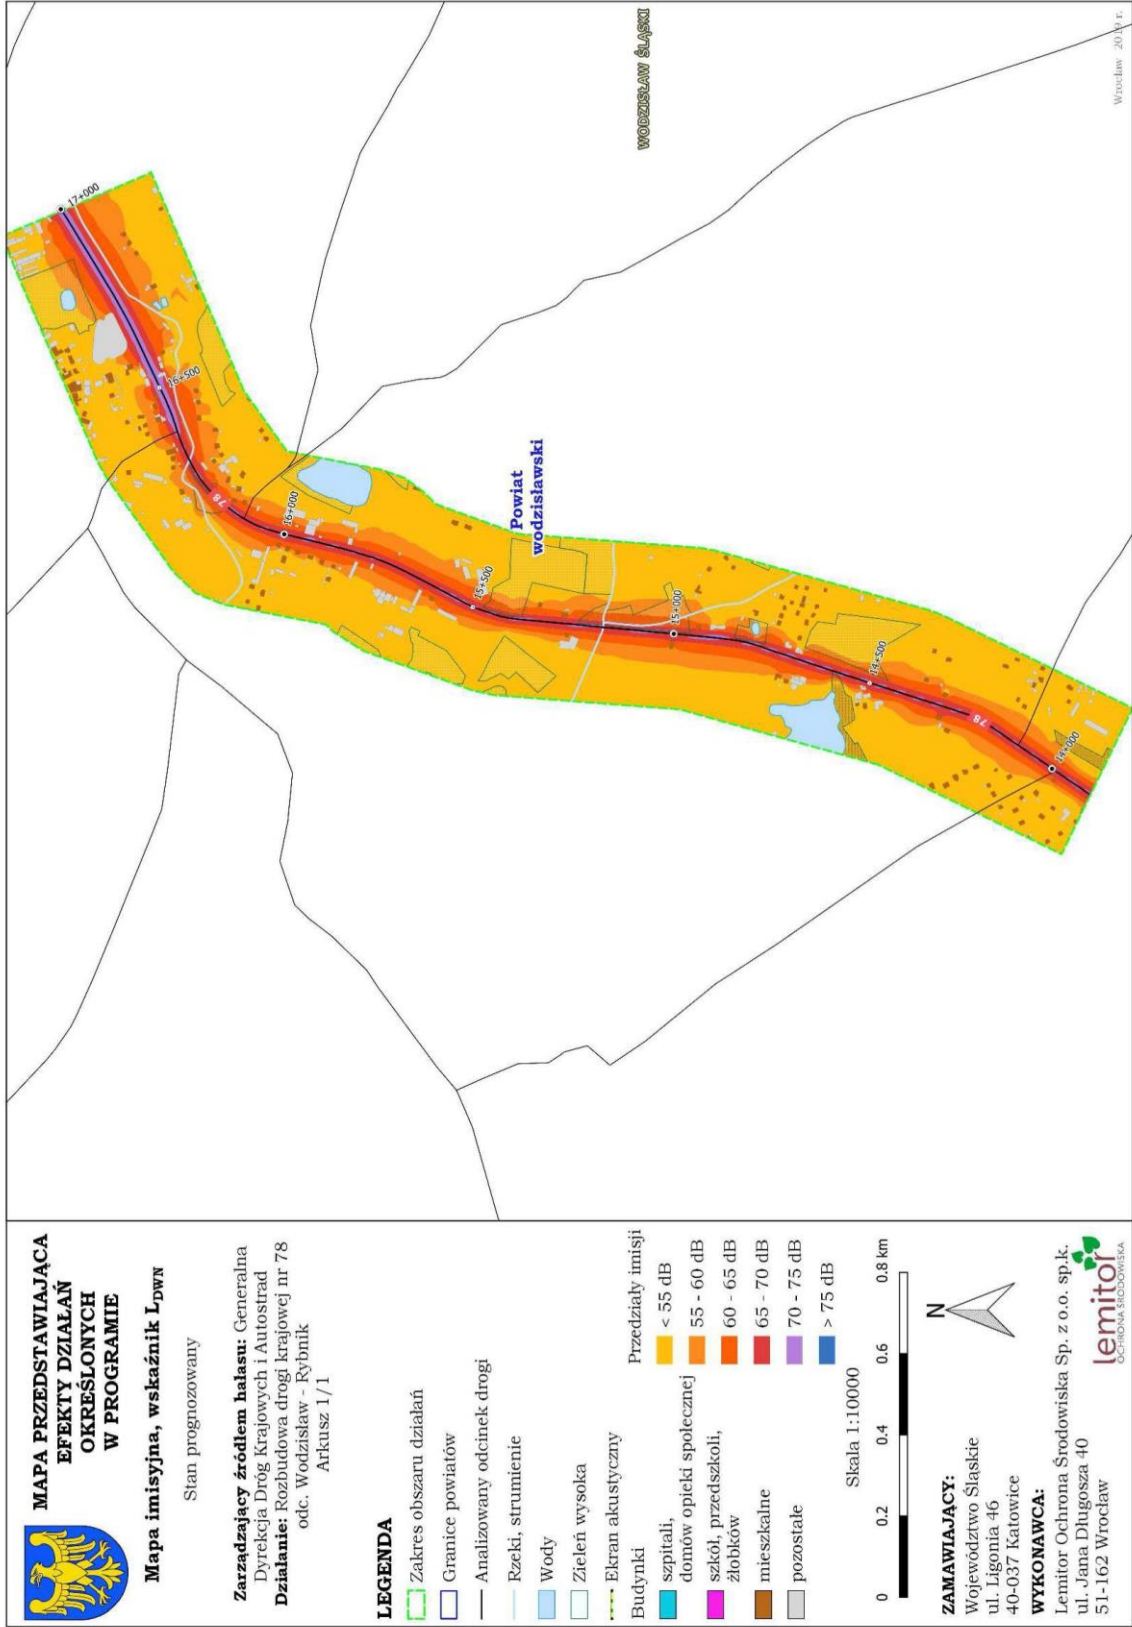 MAPA PRZEDSTAWIAJĄCA
EFEKTY DZIAŁAŃ
OKREŚLONYCH
W PROGRAMIE
Mapa imisyjna, wskaźnik LDWN
Stan prognozowany
Zarządzający źródłem hałasu: Generalna
Dyrekcja Dróg Krajowych i Autostrad
Działanie: Rozbudowa drogi krajowej nr 78
odc. Wodzisław - Rybnik
Arkusz 1/1
LEGENDA
Zakres obszaru działań
Granice powiatów
Analizowany odcinek drogi
Rzeki, strumienie
Wody
Zieleń wysoka
Ekran akustyczny
Budynki
szpitali,
domów opieki społecznej
szkół, przedszkoli,
żłobków
mieszkalne
pozostałe
Przedziały imisji
< 55 dB
55 - 60 dB
60 - 65 dB
65 - 70 dB
70 - 75 dB
> 75 dB
Skala 1:10000
0 0.2 0.4 0.6 0.8 km
N
ZAMAWIAJĄCY:
Województwo Śląskie
ul. Ligonia 46
40-037 Katowice
WYKONAWCA:
Lemitor Ochrona Środowiska Sp. z o.o. sp.k.
ul. Jana Długosza 40
51-162 Wrocław
lemitor
OCHRONA ŚRODOWISKA
17+000
16+500
78
16+000
15+500
15+000
14+500
78
14+000
Powiat
wodzisławski
WODZISŁAW ŚLĄSKI
Wrocław 2019 r.